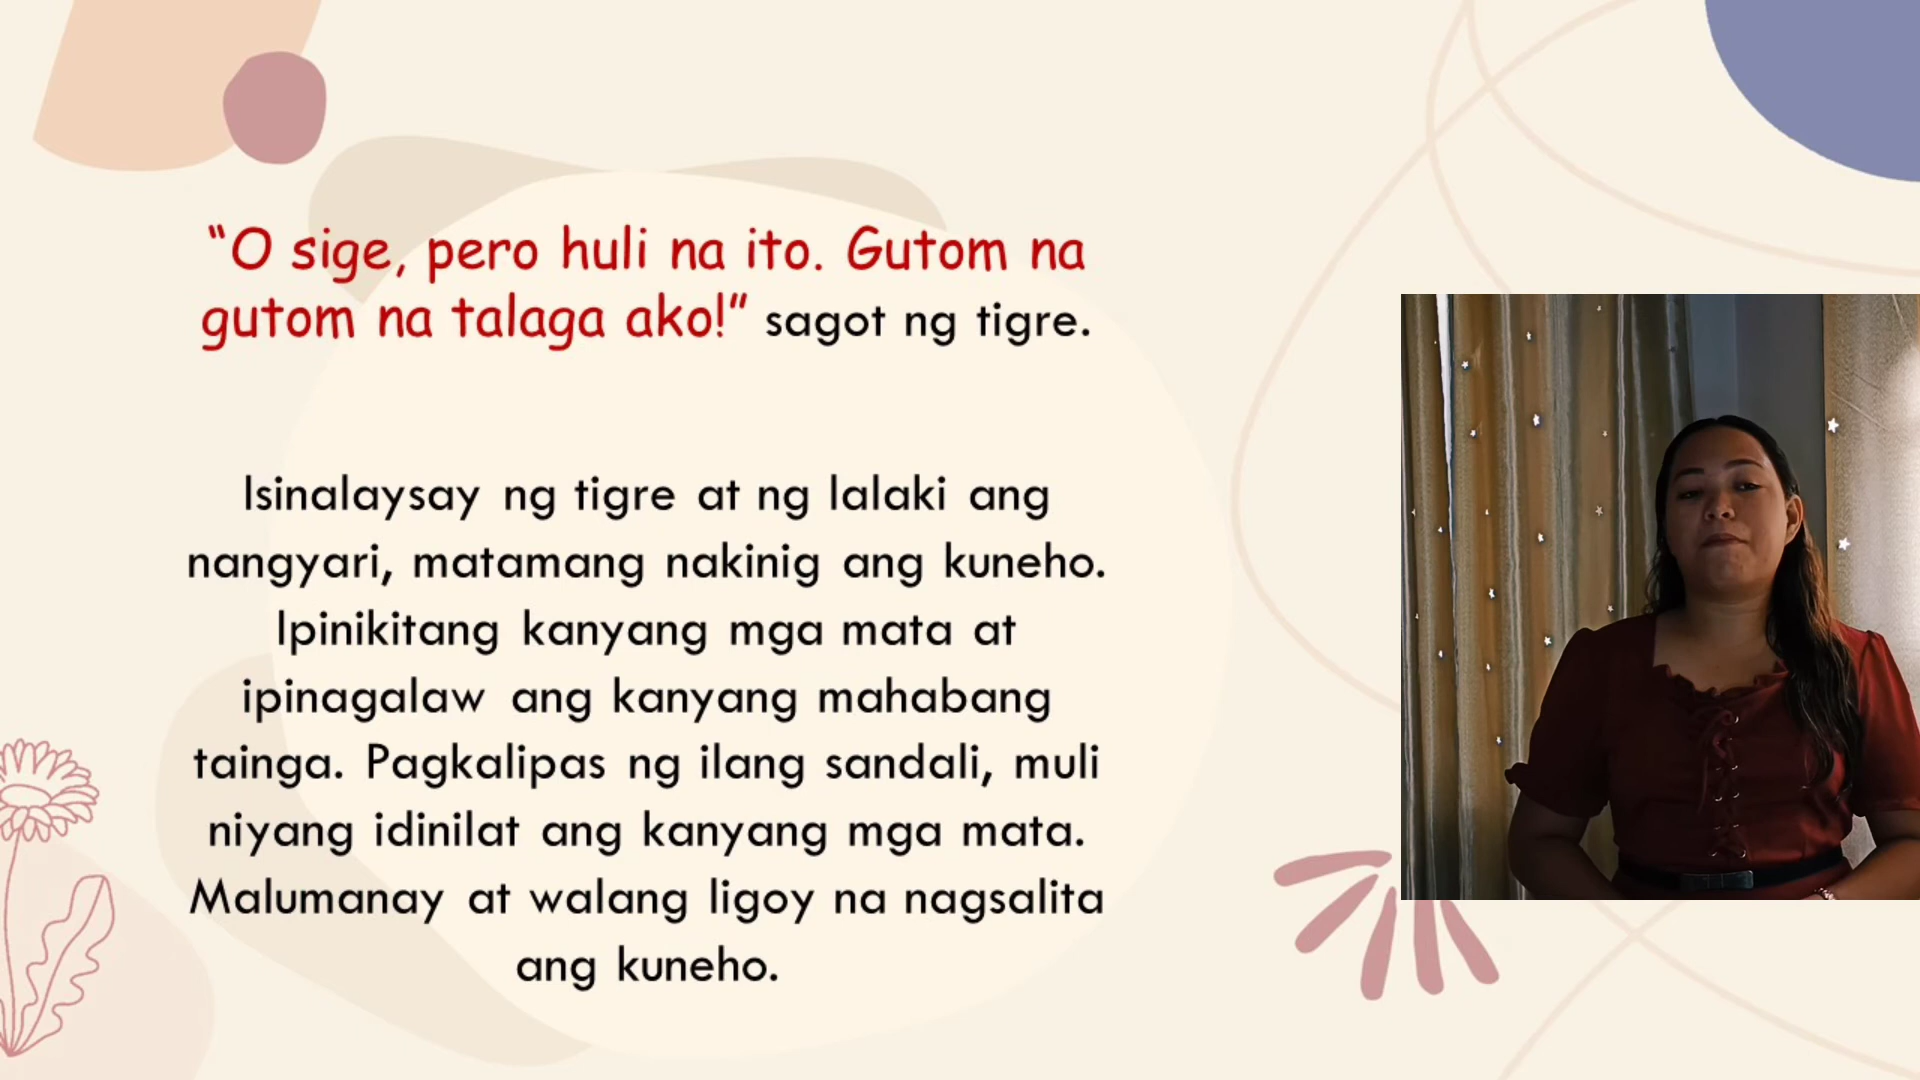 “O sige, pero huli na ito. Gutom na
gutom na talaga ako!” sagot ng tigre.
Isinalaysay ng tigre at ng lalaki ang
nangyari, matamang nakinig ang kuneho.
Ipinikitang kanyang mga mata at
ipinagalaw ang kanyang mahabang
tainga. Pagkalipas ng ilang sandali, muli
niyang idinilat ang kanyang mga mata.
Malumanay at walang ligoy na nagsalita
ang kuneho.